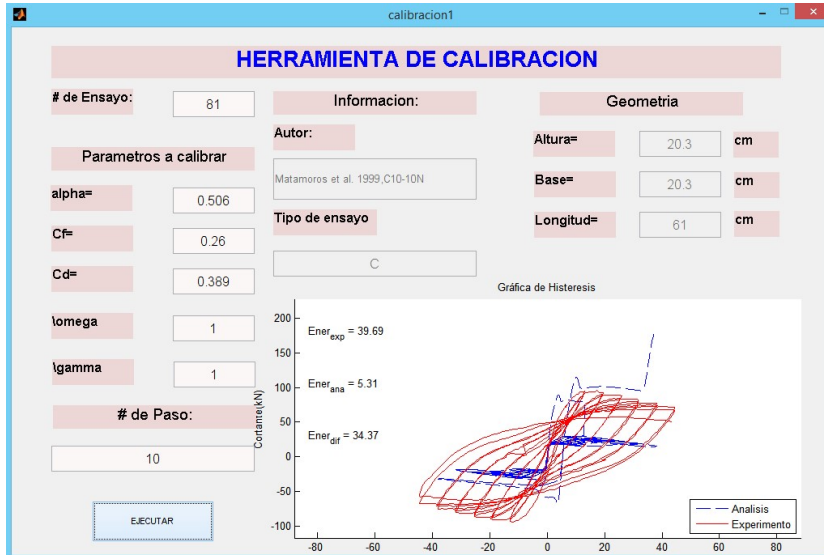 calibracion1
HERRAMIENTA DE CALIBRACION
# de Ensayo:
81
Parametros a calibrar
alpha=
0.506
Cf=
0.26
Cd=
0.389
\omega
1
\gamma
1
# de Paso:
10
EJECUTAR
Informacion:
Autor:
Matamoros et al. 1999,C10-10N
Tipo de ensayo
C
Geometria
Altura=
20.3
cm
Base=
20.3
cm
Longitud=
61
cm
Gráfica de Histeresis
Cortante(kN)
200
150
100
50
0
-50
-100
Ener_exp = 39.69
Ener_ana = 5.31
Ener_dif = 34.37
Analisis
Experimento
-80 -60 -40 -20 0 20 40 60 80